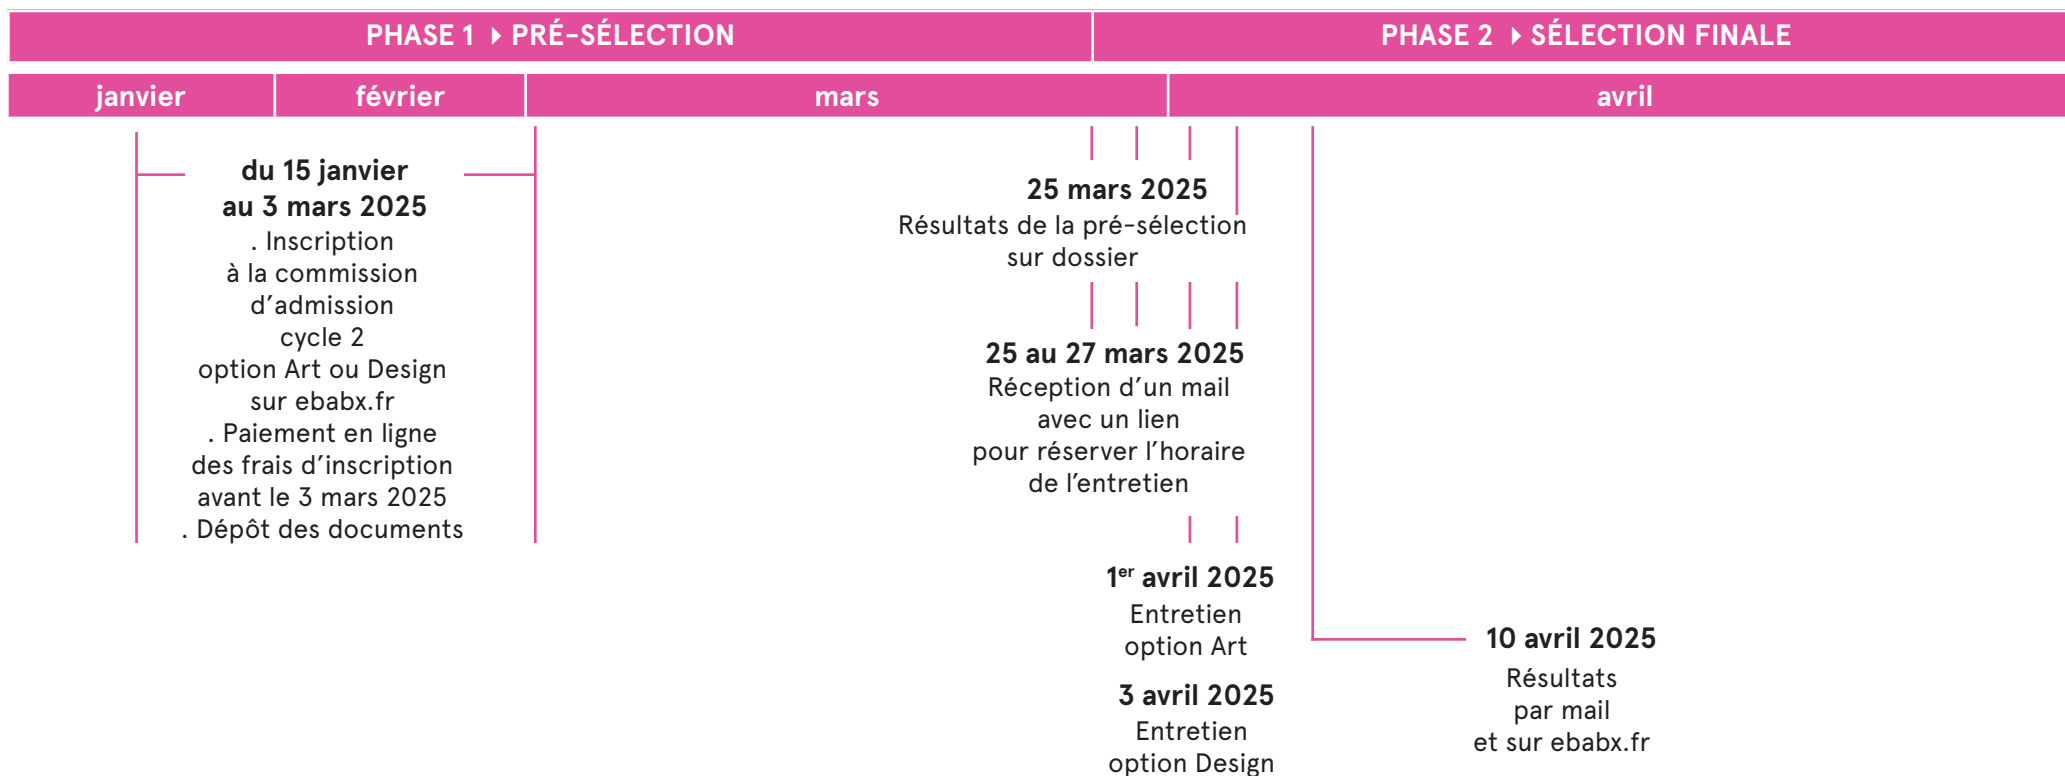 PHASE 1 ▸ PRÉ-SÉLECTION
PHASE 2 ▸ SÉLECTION FINALE
janvier
février
mars
avril
du 15 janvier
au 3 mars 2025
. Inscription
à la commission
d’admission
cycle 2
option Art ou Design
sur ebabx.fr
. Paiement en ligne
des frais d’inscription
avant le 3 mars 2025
. Dépôt des documents
25 mars 2025
Résultats de la pré-sélection
sur dossier
25 au 27 mars 2025
Réception d’un mail
avec un lien
pour réserver l’horaire
de l’entretien
1er avril 2025
Entretien
option Art
3 avril 2025
Entretien
option Design
10 avril 2025
Résultats
par mail
et sur ebabx.fr